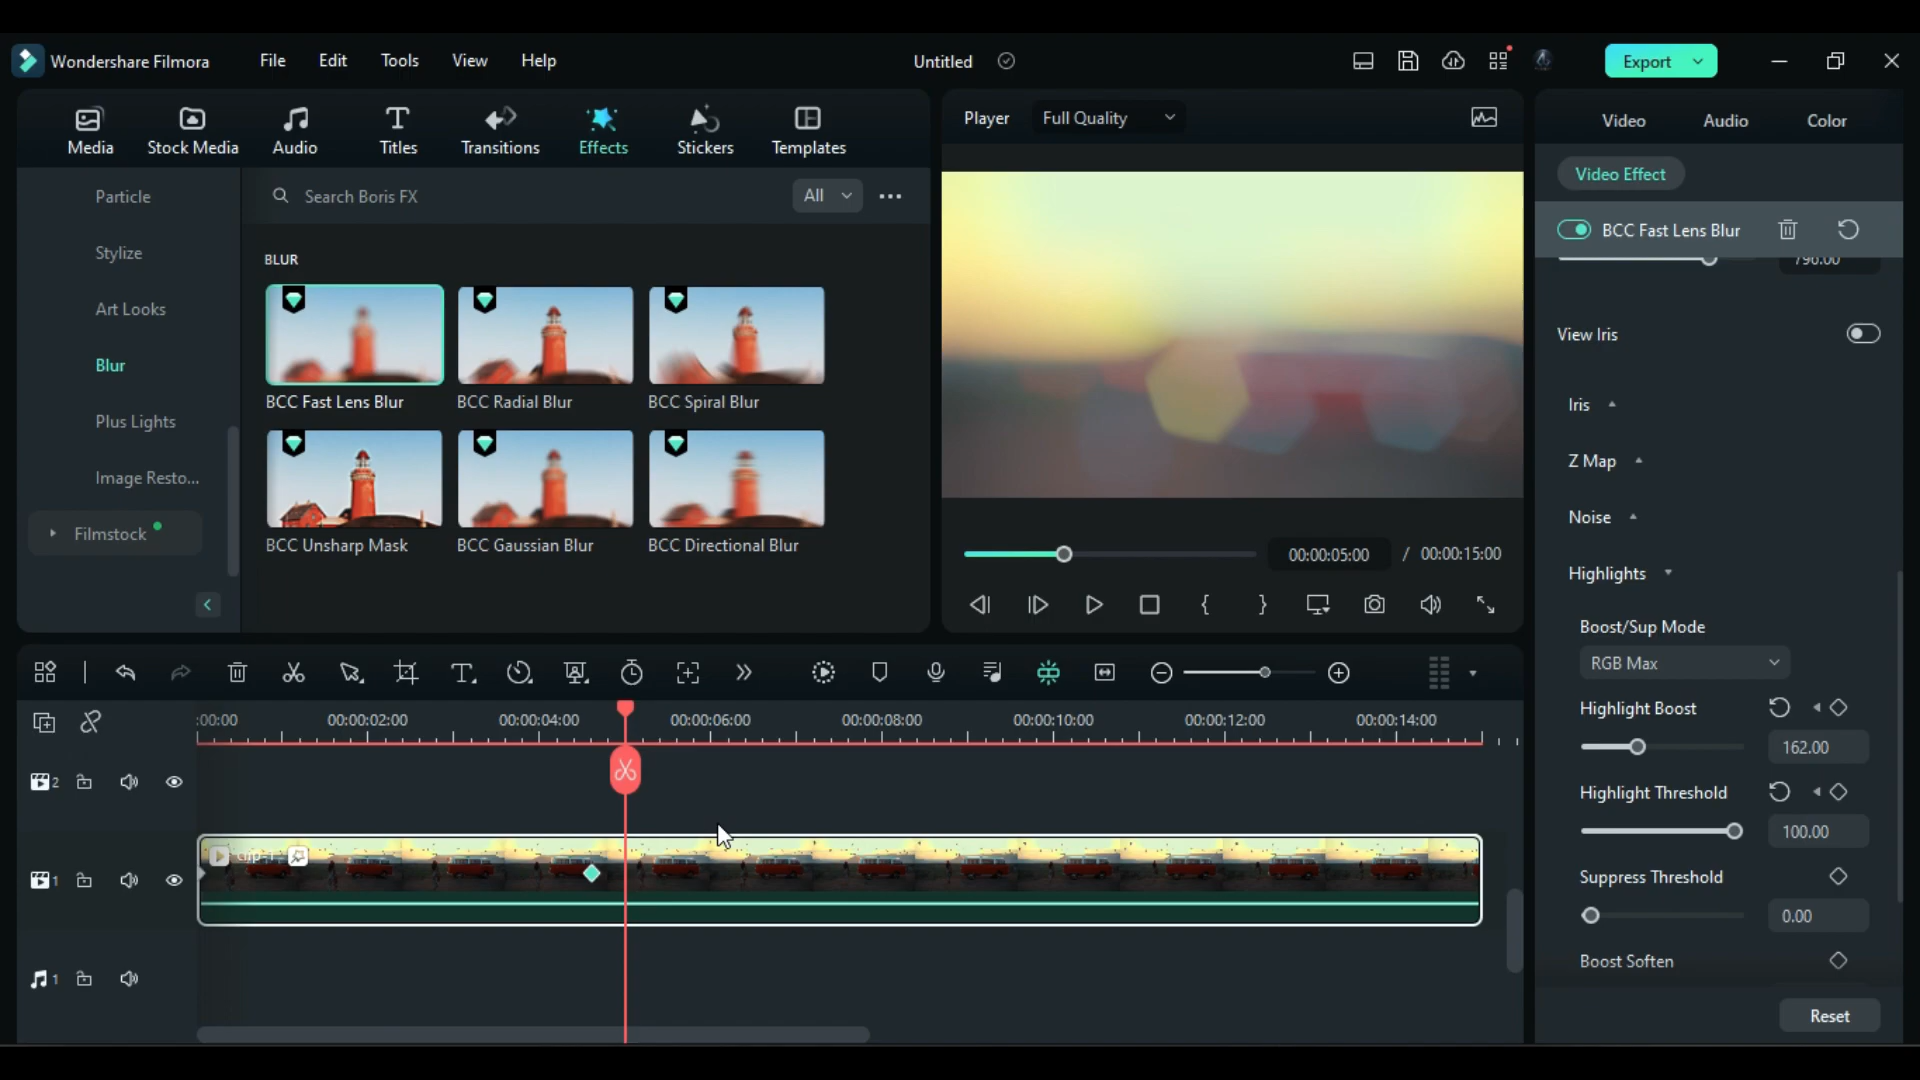 Wondershare Filmora
File
Edit
Tools
View
Help
Untitled
Export
Media
Stock Media
Audio
Titles
Transitions
Effects
Stickers
Templates
Player
Full Quality
Video
Audio
Color
Particle
Stylize
Art Looks
Blur
Plus Lights
Image Resto...
Filmstock
Search Boris FX
All
BLUR
BCC Fast Lens Blur
BCC Radial Blur
BCC Spiral Blur
BCC Unsharp Mask
BCC Gaussian Blur
BCC Directional Blur
00:00:05:00
/
00:00:15:00
Video Effect
BCC Fast Lens Blur
790.00
View Iris
Iris
Z Map
Noise
Highlights
Boost/Sup Mode
RGB Max
Highlight Boost
162.00
Highlight Threshold
100.00
Suppress Threshold
0.00
Boost Soften
Reset
:00:00
00:00:02:00
00:00:04:00
00:00:06:00
00:00:08:00
00:00:10:00
00:00:12:00
00:00:14:00
2
1
1